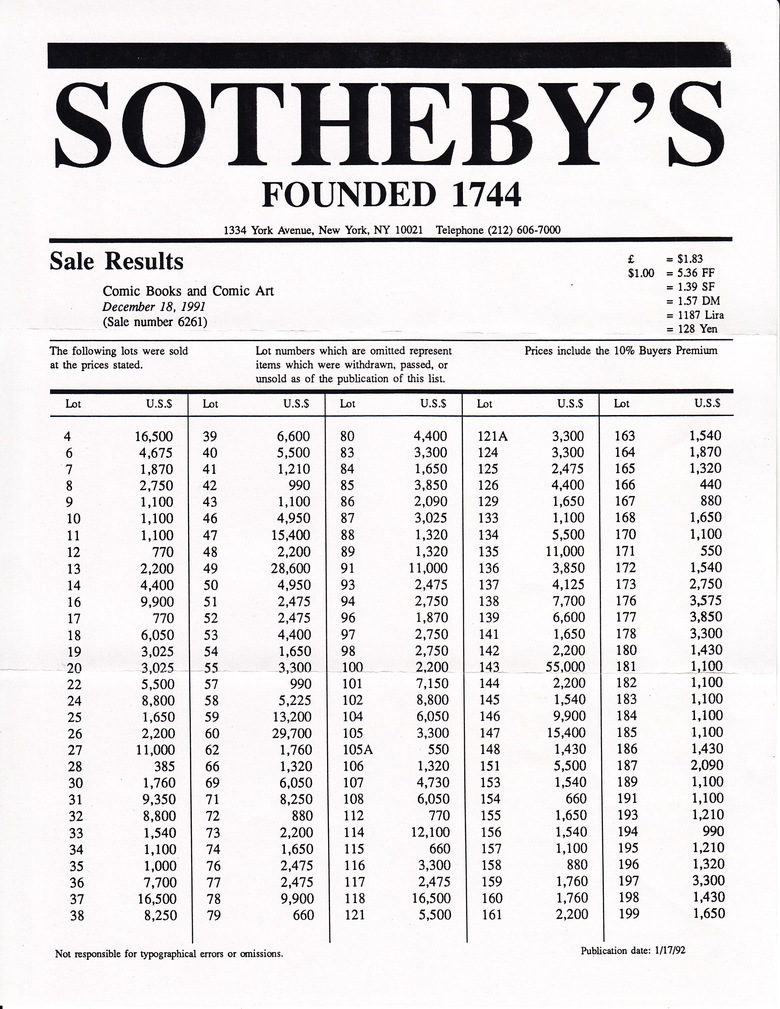 SOTHEBY'S
FOUNDED 1744
1334 York Avenue, New York, NY 10021 Telephone (212) 606-7000
Sale Results
Comic Books and Comic Art
December 18, 1991
(Sale number 6261)
£ = $1.83
$1.00 = 5.36 FF
= 1.39 SF
= 1.57 DM
= 1187 Lira
= 128 Yen
The following lots were sold
at the prices stated.
Lot numbers which are omitted represent
items which were withdrawn, passed, or
unsold as of the publication of this list.
Prices include the 10% Buyers Premium
Lot U.S.$ Lot U.S.$ Lot U.S.$ Lot U.S.$ Lot U.S.$
4 16,500 39 6,600 80 4,400 121A 3,300 163 1,540
6 4,675 40 5,500 83 3,300 124 3,300 164 1,870
7 1,870 41 1,210 84 1,650 125 2,475 165 1,320
8 2,750 42 990 85 3,850 126 4,400 166 440
9 1,100 43 1,100 86 2,090 129 1,650 167 880
10 1,100 46 4,950 87 3,025 133 1,100 168 1,650
11 1,100 47 15,400 88 1,320 134 5,500 170 1,100
12 770 48 2,200 89 1,320 135 11,000 171 550
13 2,200 49 28,600 91 11,000 136 3,850 172 1,540
14 4,400 50 4,950 93 2,475 137 4,125 173 2,750
16 9,900 51 2,475 94 2,750 138 7,700 176 3,575
17 770 52 2,475 96 1,870 139 6,600 177 3,850
18 6,050 53 4,400 97 2,750 141 1,650 178 3,300
19 3,025 54 1,650 98 2,750 142 2,200 180 1,430
20 3,025 55 3,300 100 2,200 143 55,000 181 1,100
22 5,500 57 990 101 7,150 144 2,200 182 1,100
24 8,800 58 5,225 102 8,800 145 1,540 183 1,100
25 1,650 59 13,200 104 6,050 146 9,900 184 1,100
26 2,200 60 29,700 105 3,300 147 15,400 185 1,100
27 11,000 62 1,760 105A 550 148 1,430 186 1,430
28 385 66 1,320 106 1,320 151 5,500 187 2,090
30 1,760 69 6,050 107 4,730 153 1,540 189 1,100
31 9,350 71 8,250 108 6,050 154 660 191 1,100
32 8,800 72 880 112 770 155 1,650 193 1,210
33 1,540 73 2,200 114 12,100 156 1,540 194 990
34 1,100 74 1,650 115 660 157 1,100 195 1,210
35 1,000 76 2,475 116 3,300 158 880 196 1,320
36 7,700 77 2,475 117 2,475 159 1,760 197 3,300
37 16,500 78 9,900 118 16,500 160 1,760 198 1,430
38 8,250 79 660 121 5,500 161 2,200 199 1,650
Not responsible for typographical errors or omissions.
Publication date: 1/17/92